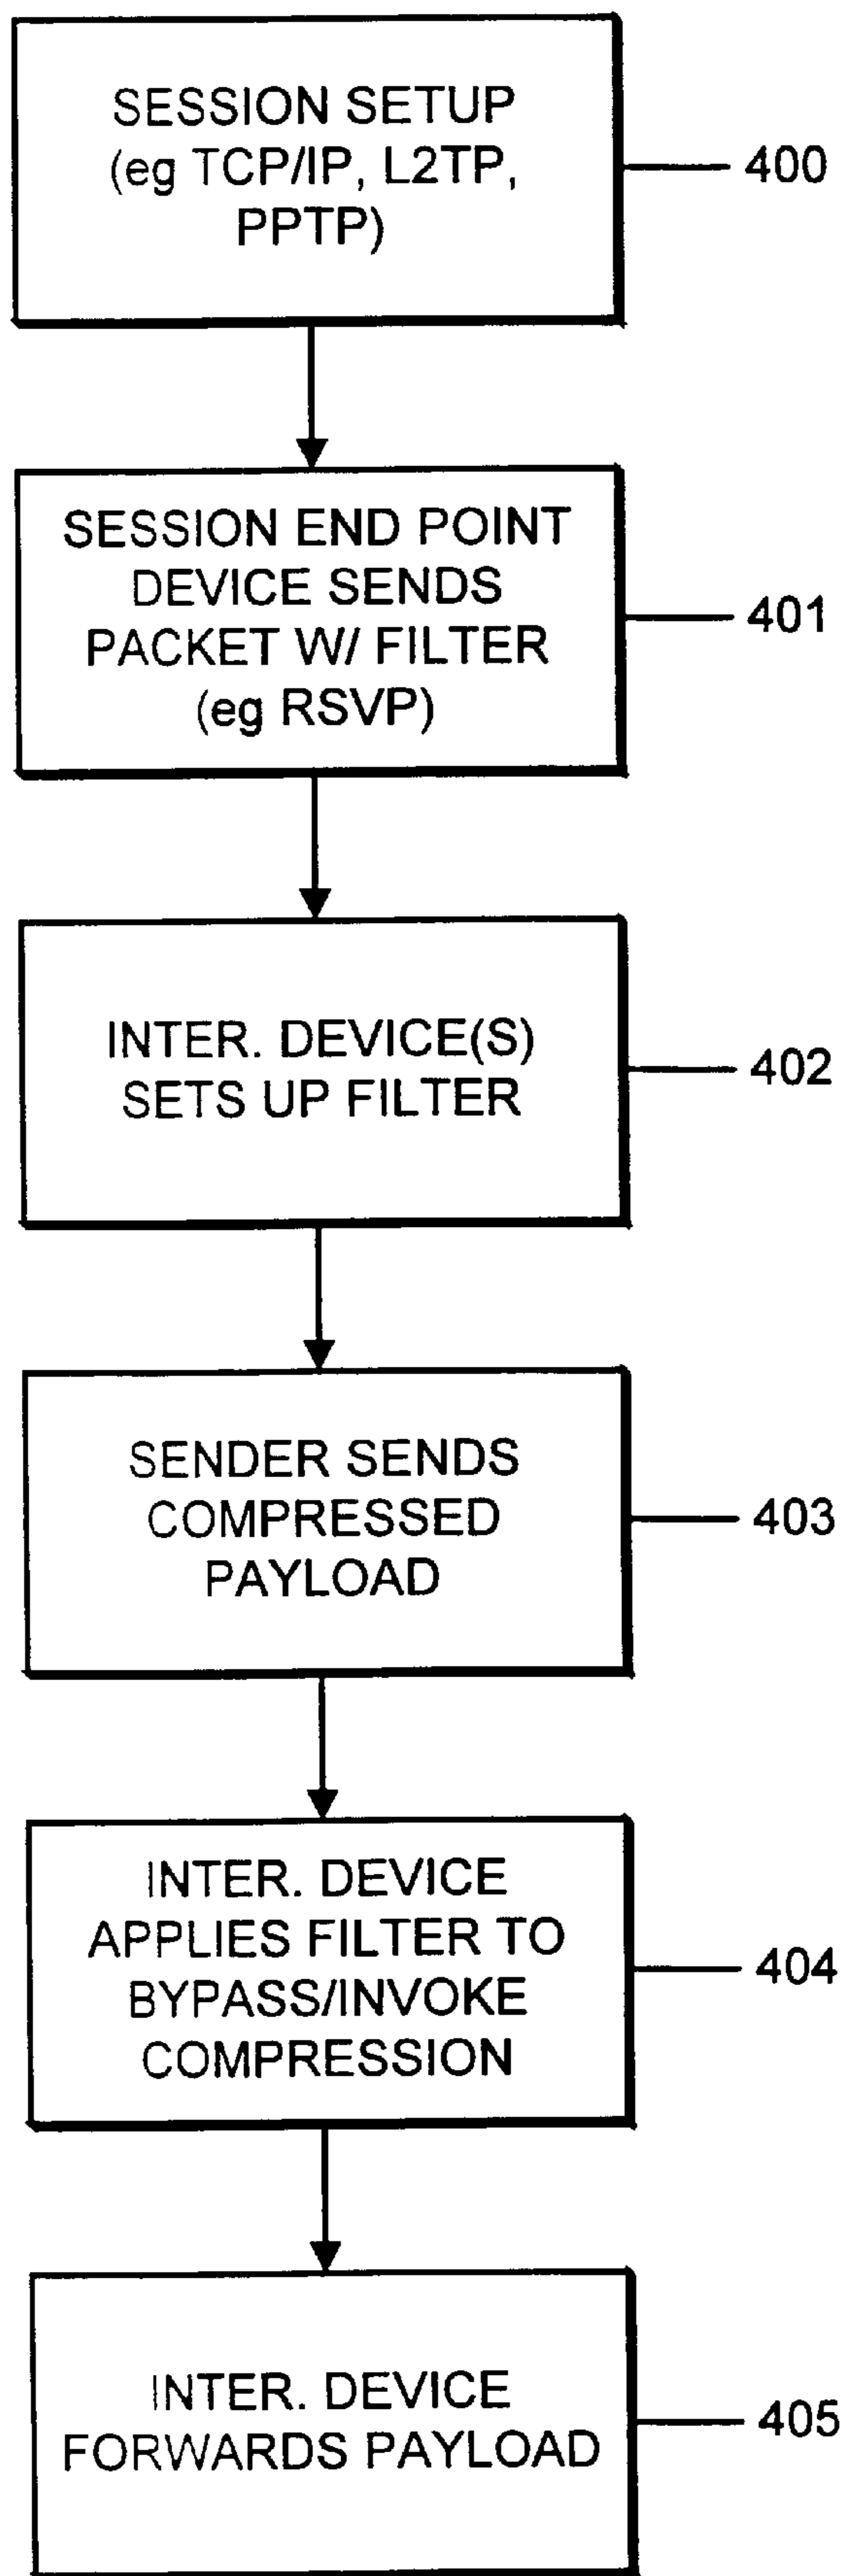 SESSION SETUP
(eg TCP/IP, L2TP,
PPTP)
400
SESSION END POINT
DEVICE SENDS
PACKET W/ FILTER
(eg RSVP)
401
INTER. DEVICE(S)
SETS UP FILTER
402
SENDER SENDS
COMPRESSED
PAYLOAD
403
INTER. DEVICE
APPLIES FILTER TO
BYPASS/INVOKE
COMPRESSION
404
INTER. DEVICE
FORWARDS PAYLOAD
405